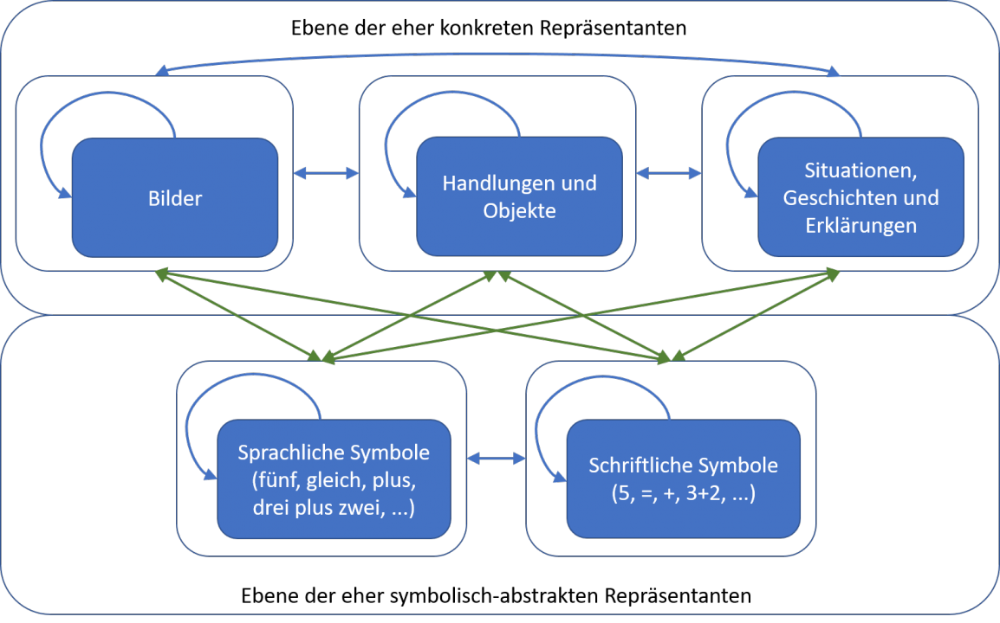 Ebene der eher konkreten Repräsentanten
Bilder
Handlungen und
Objekte
Situationen,
Geschichten und
Erklärungen
Sprachliche Symbole
(fünf, gleich, plus,
drei plus zwei, ...)
Schriftliche Symbole
(5, =, +, 3+2, ...)
Ebene der eher symbolisch-abstrakten Repräsentanten